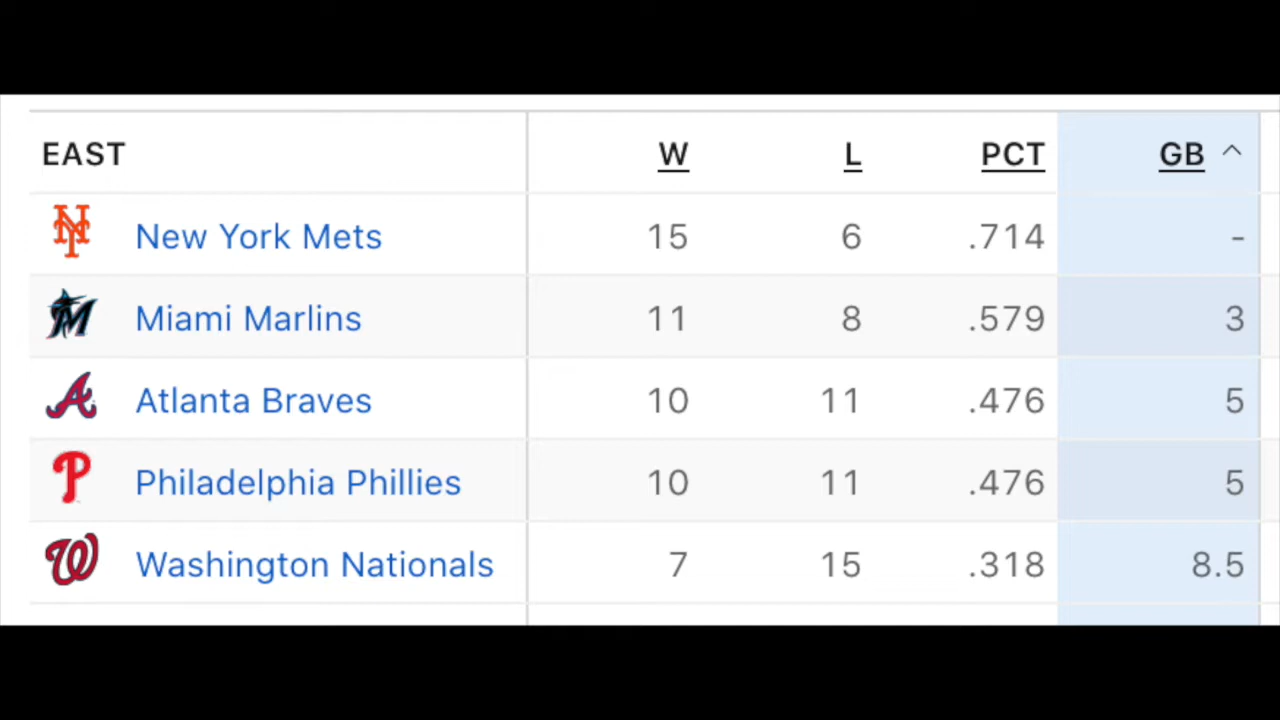 EAST W L PCT GB
New York Mets 15 6 .714 -
Miami Marlins 11 8 .579 3
Atlanta Braves 10 11 .476 5
Philadelphia Phillies 10 11 .476 5
Washington Nationals 7 15 .318 8.5